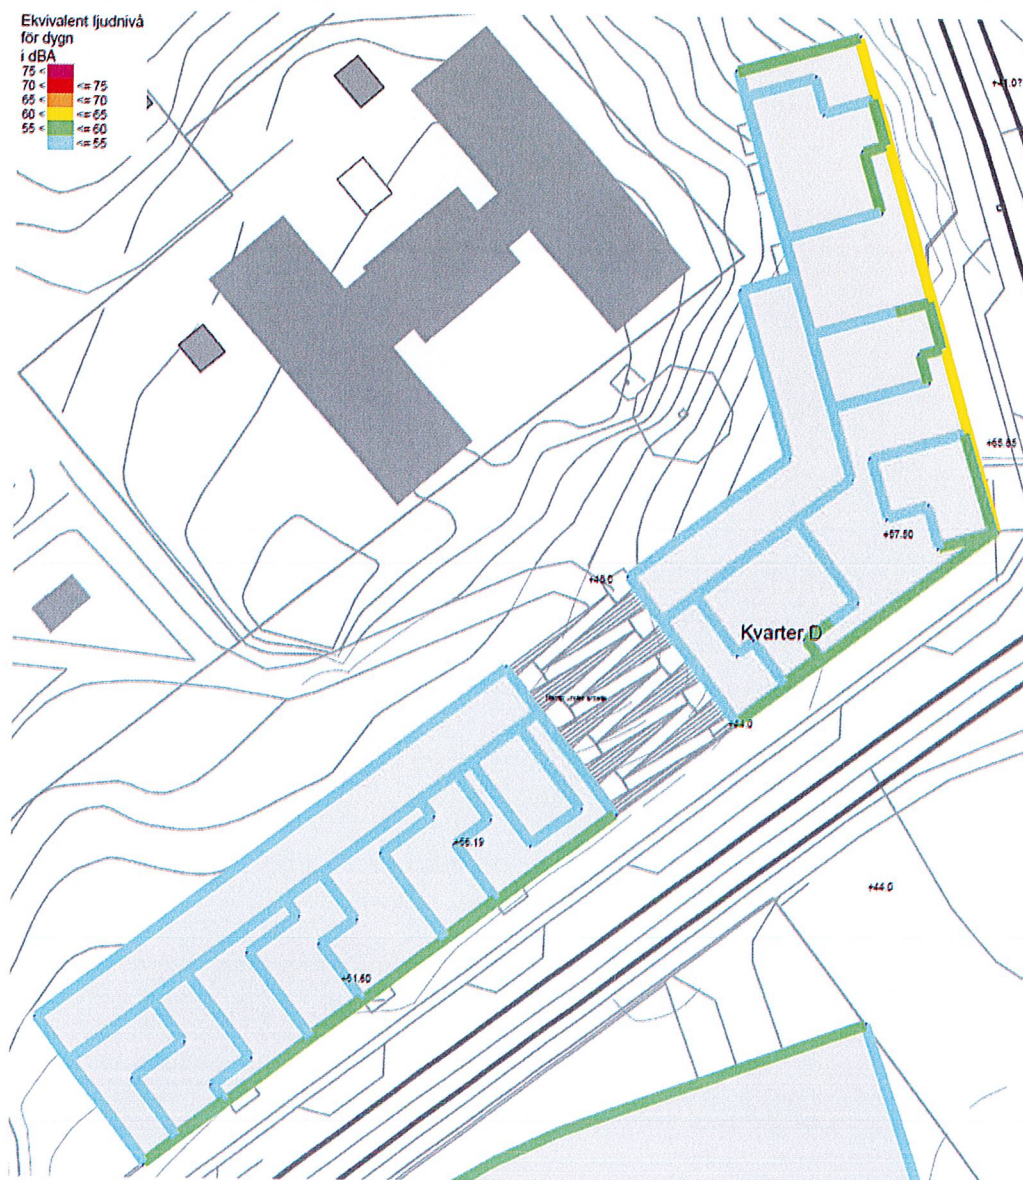 Ekvivalent ljudnivå
för dygn
i dBA
75 <
70 < <= 75
65 < <= 70
60 < <= 65
55 < <= 60
<= 55
+65.85
+57.50
+45.0
Kvarter D
+44.0
+55.19
+44.0
+51.60